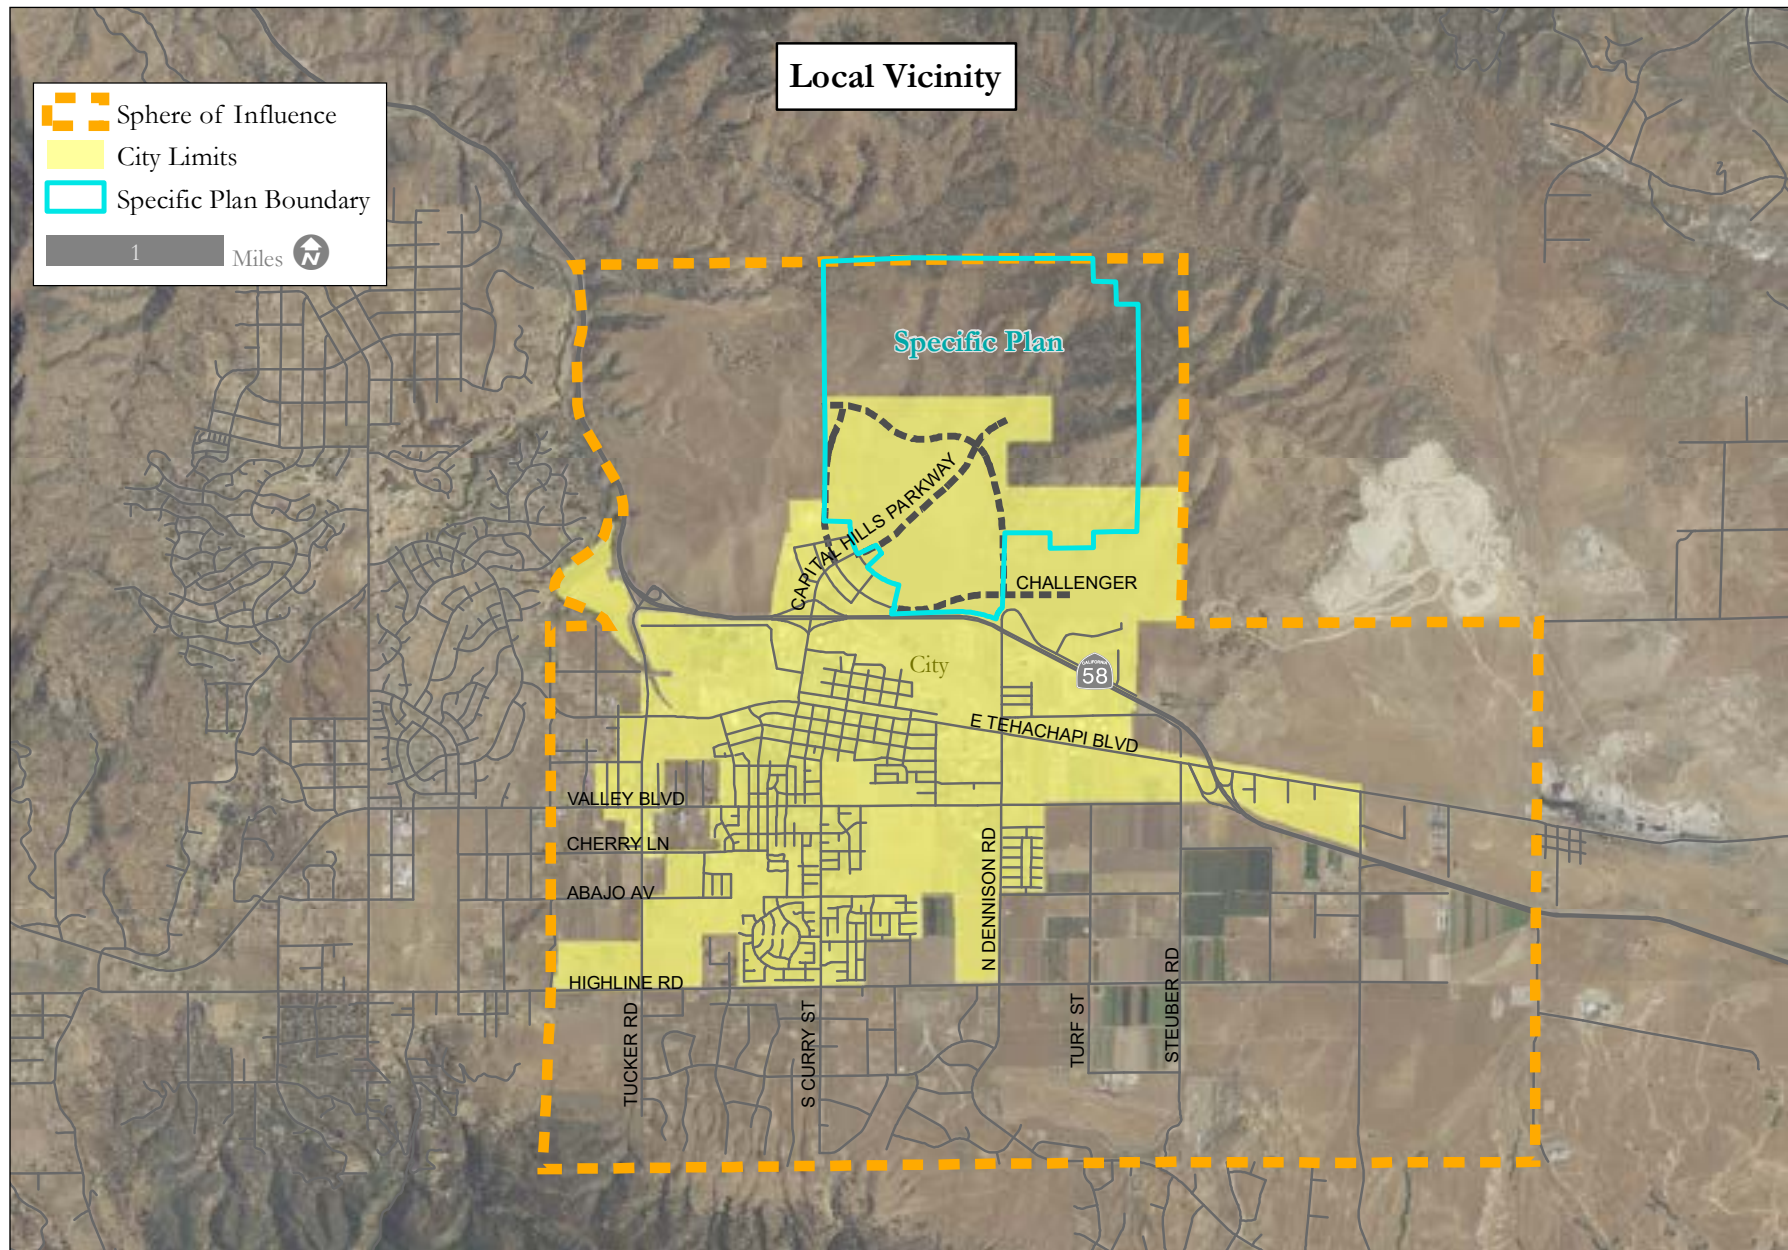 Local Vicinity
Sphere of Influence
City Limits
Specific Plan Boundary
1
Miles
N
Specific Plan
CAPITAL HILLS PARKWAY
CHALLENGER
City
CALIFORNIA
58
E TEHACHAPI BLVD
VALLEY BLVD
CHERRY LN
ABAJO AV
HIGHLINE RD
N DENNISON RD
TUCKER RD
S CURRY ST
TURF ST
STEUBER RD